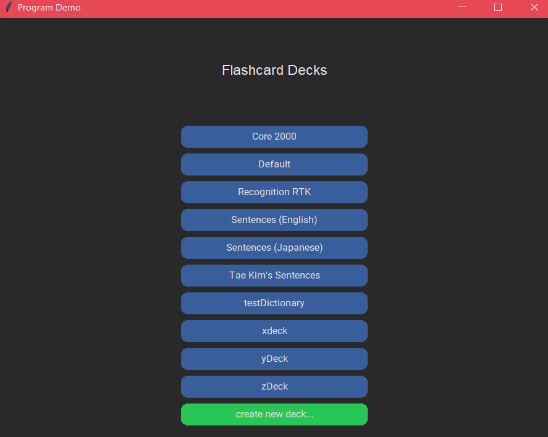 Program Demo
Flashcard Decks
Core 2000
Default
Recognition RTK
Sentences (English)
Sentences (Japanese)
Tae Kim's Sentences
testDictionary
xdeck
yDeck
zDeck
create new deck...